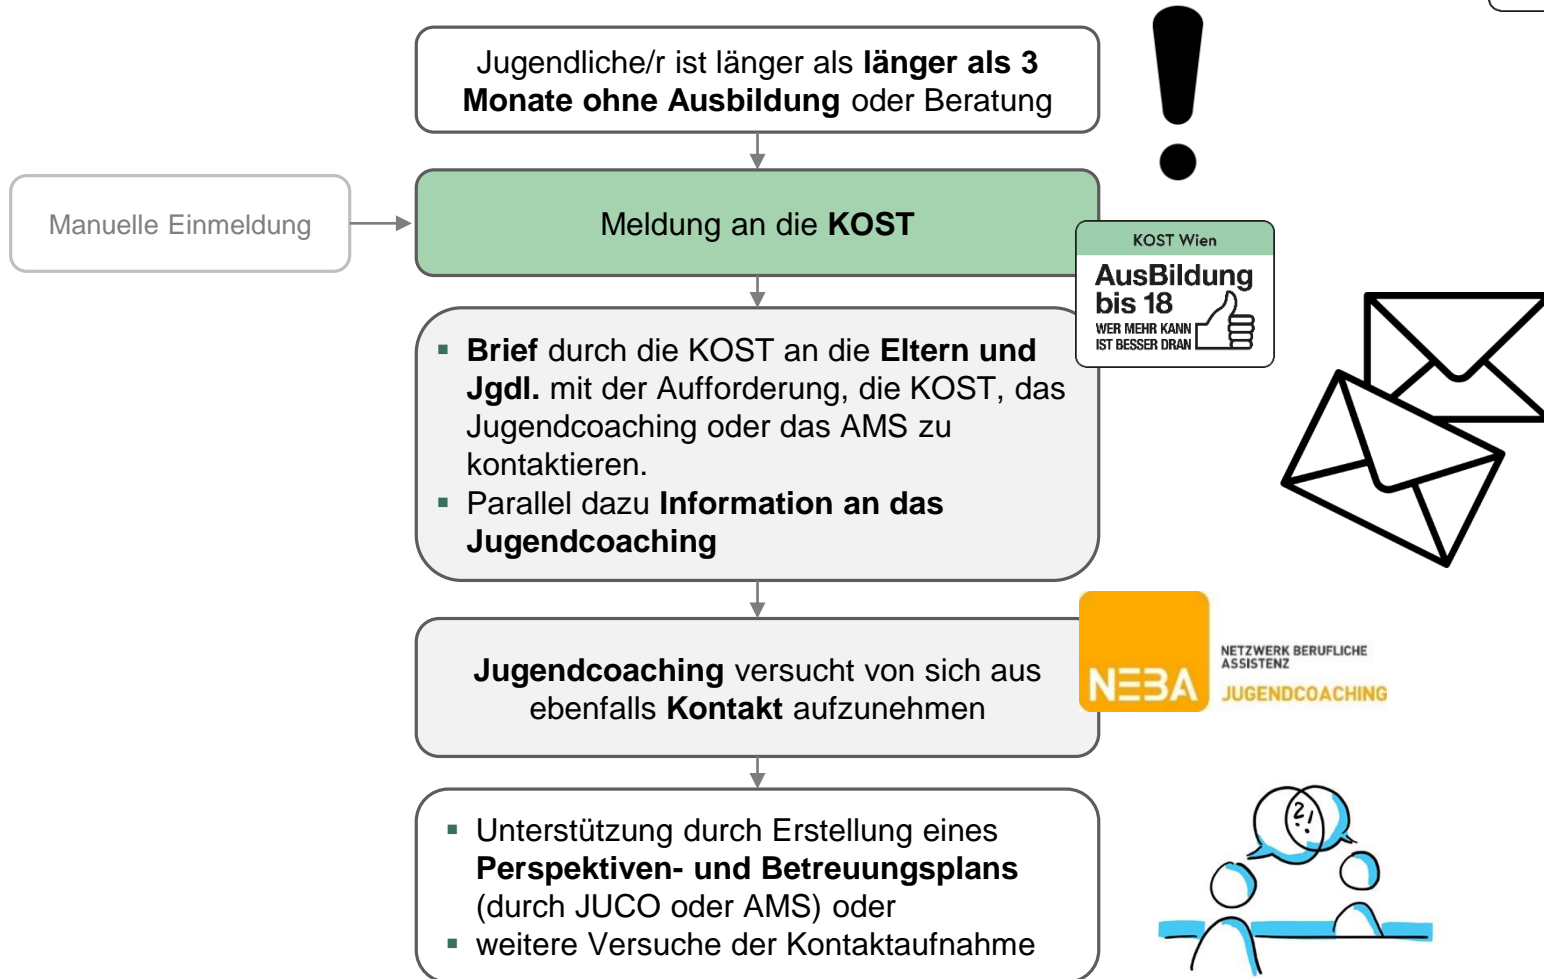 Jugendliche/r ist länger als länger als 3
Monate ohne Ausbildung oder Beratung
Manuelle Einmeldung
Meldung an die KOST
KOST Wien
AusBildung
bis 18
WER MEHR KANN
IST BESSER DRAN
▪ Brief durch die KOST an die Eltern und
Jgdl. mit der Aufforderung, die KOST, das
Jugendcoaching oder das AMS zu
kontaktieren.
▪ Parallel dazu Information an das
Jugendcoaching
Jugendcoaching versucht von sich aus
ebenfalls Kontakt aufzunehmen
NEBA
NETZWERK BERUFLICHE
ASSISTENZ
JUGENDCOACHING
▪ Unterstützung durch Erstellung eines
Perspektiven- und Betreuungsplans
(durch JUCO oder AMS) oder
▪ weitere Versuche der Kontaktaufnahme
?!